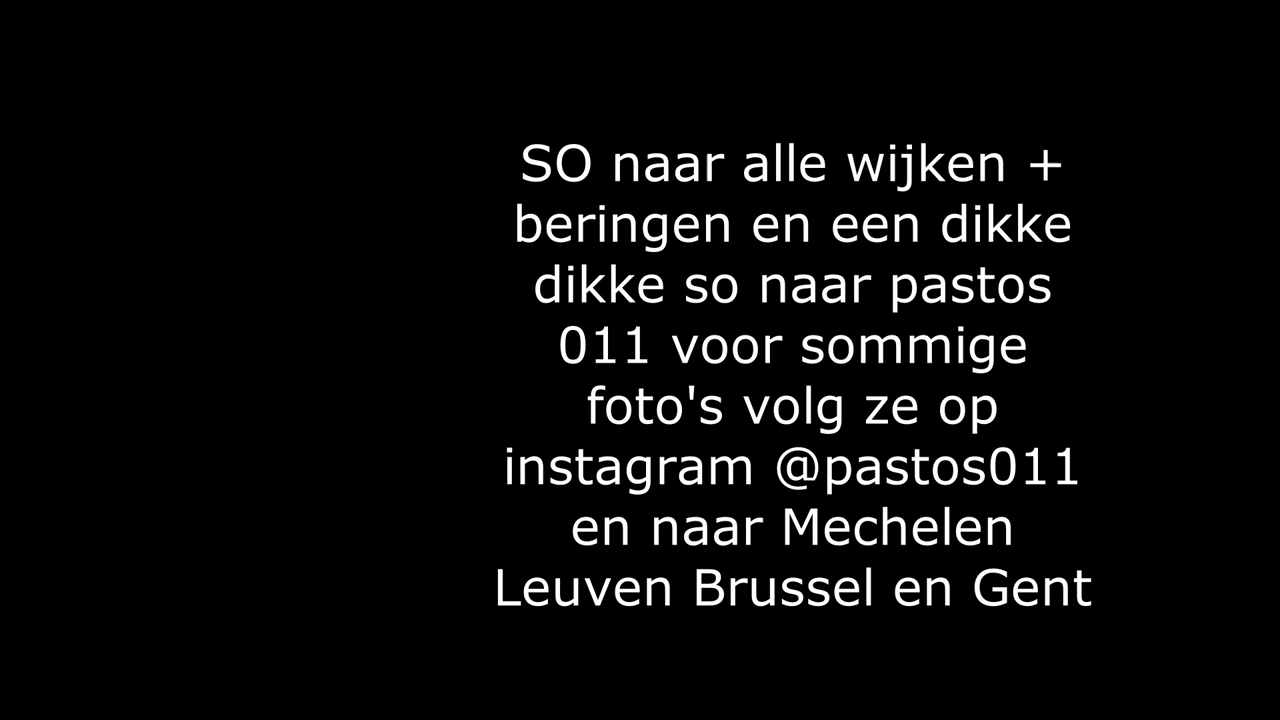 SO naar alle wijken +
beringen en een dikke
dikke so naar pastos
011 voor sommige
foto's volg ze op
instagram @pastos011
en naar Mechelen
Leuven Brussel en Gent